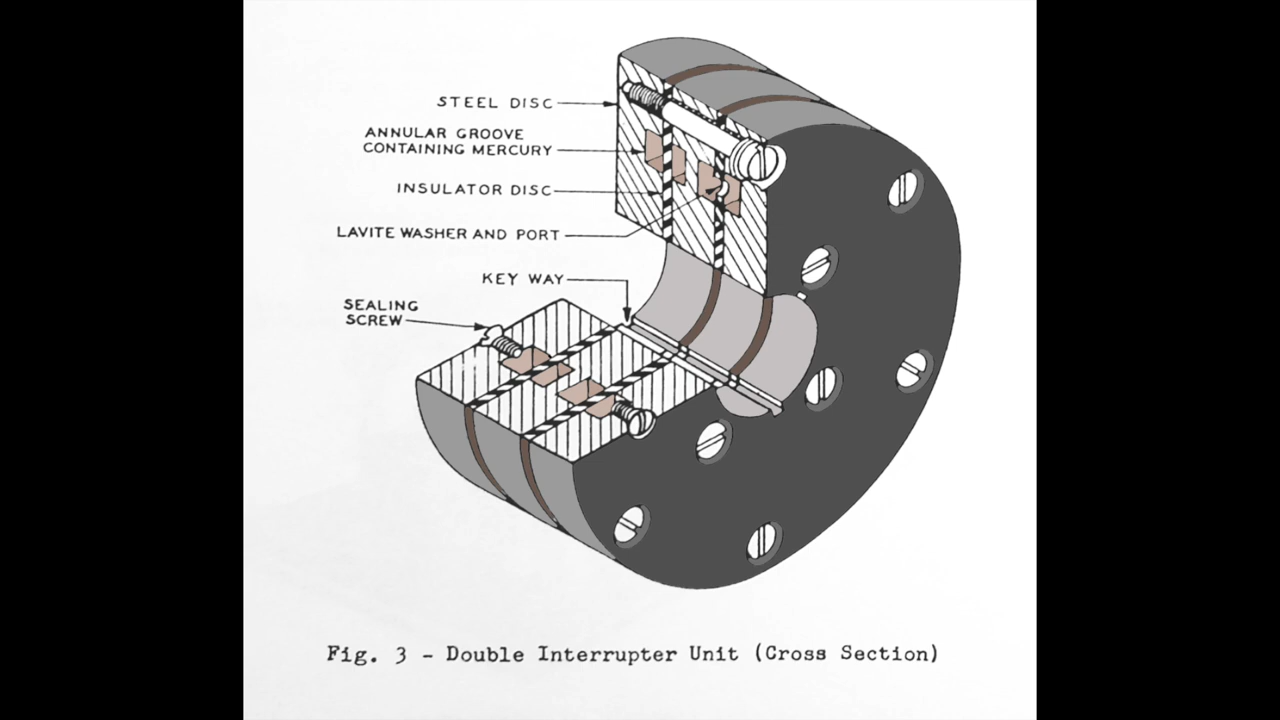 STEEL DISC
ANNULAR GROOVE
CONTAINING MERCURY
INSULATOR DISC
LAVITE WASHER AND PORT
KEY WAY
SEALING
SCREW
Fig. 3 - Double Interrupter Unit (Cross Section)